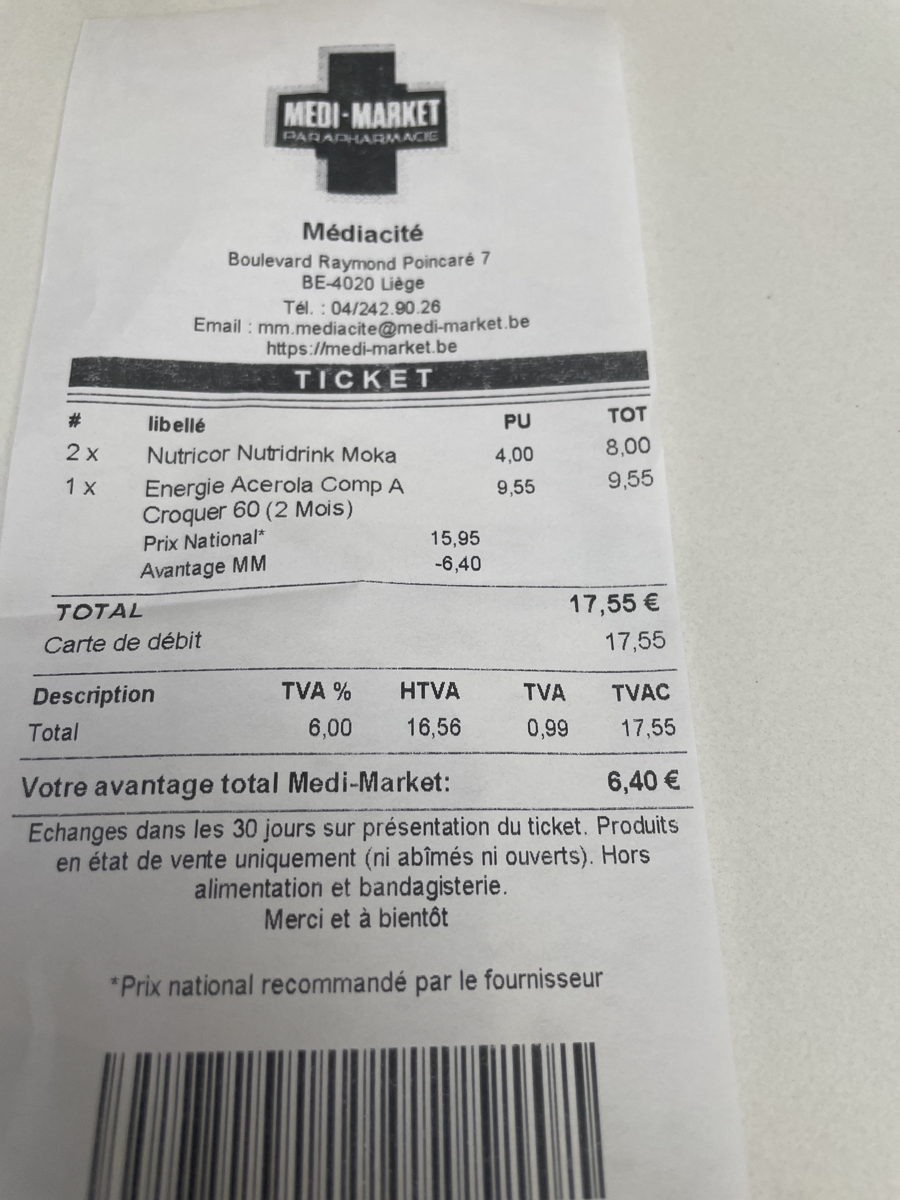 MEDI-MARKET
PARAPHARMACIE
Médiacité
Boulevard Raymond Poincaré 7
BE-4020 Liège
Tél. : 04/242.90.26
Email : mm.mediacite@medi-market.be
https://medi-market.be
TICKET
# libellé PU TOT
2 x Nutricor Nutridrink Moka 4,00 8,00
1 x Energie Acerola Comp A 9,55 9,55
Croquer 60 (2 Mois)
Prix National* 15,95
Avantage MM -6,40
TOTAL 17,55 €
Carte de débit 17,55
Description TVA % HTVA TVA TVAC
Total 6,00 16,56 0,99 17,55
Votre avantage total Medi-Market: 6,40 €
Echanges dans les 30 jours sur présentation du ticket. Produits
en état de vente uniquement (ni abîmés ni ouverts). Hors
alimentation et bandagisterie.
Merci et à bientôt
*Prix national recommandé par le fournisseur